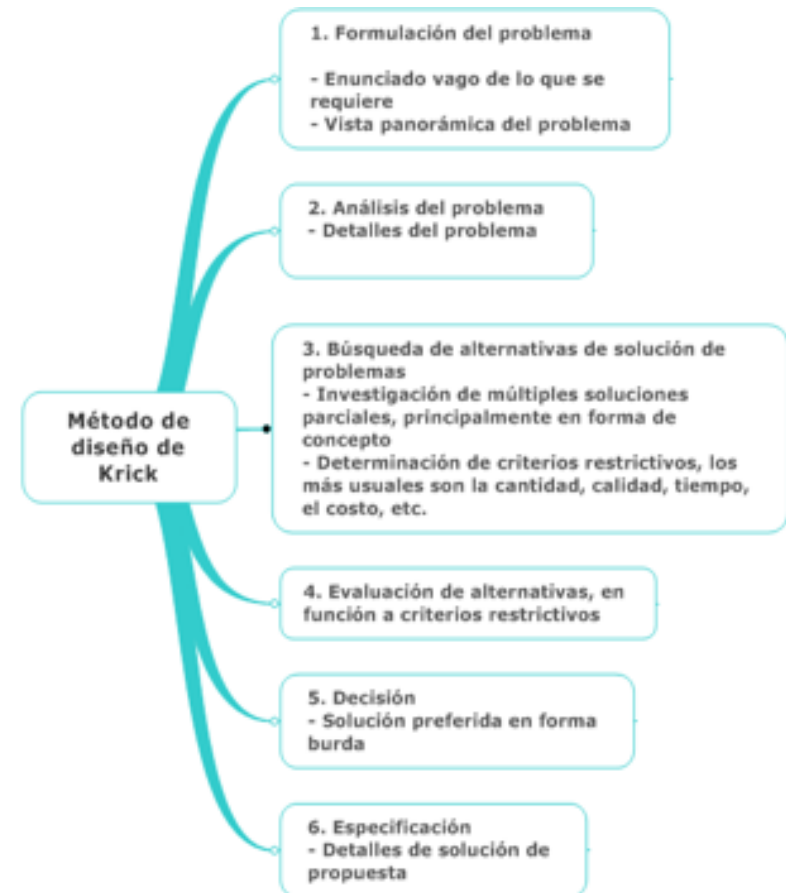 1. Formulación del problema
- Enunciado vago de lo que se
requiere
- Vista panorámica del problema
2. Análisis del problema
- Detalles del problema
3. Búsqueda de alternativas de solución de
problemas
- Investigación de múltiples soluciones
parciales, principalmente en forma de
concepto
- Determinación de criterios restrictivos, los
más usuales son la cantidad, calidad, tiempo,
el costo, etc.
Método de
diseño de
Krick
4. Evaluación de alternativas, en
función a criterios restrictivos
5. Decisión
- Solución preferida en forma
burda
6. Especificación
- Detalles de solución de
propuesta